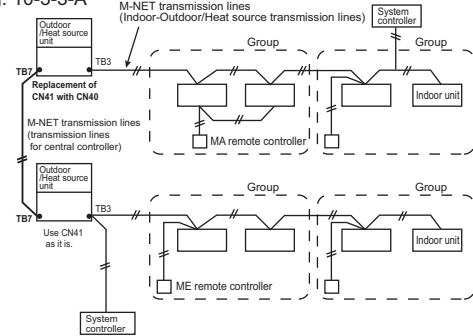 M-NET transmission lines
(Indoor-Outdoor/Heat source transmission lines)
System
controller
Outdoor
/Heat source
unit
Group
Group
TB3
TB7
Replacement of
CN41 with CN40
Indoor unit
MA remote controller
M-NET transmission lines
(transmission lines
for central controller)
Outdoor
/Heat source
unit
Group
Group
TB3
TB7
Use CN41
as it is.
Indoor unit
ME remote controller
System
controller